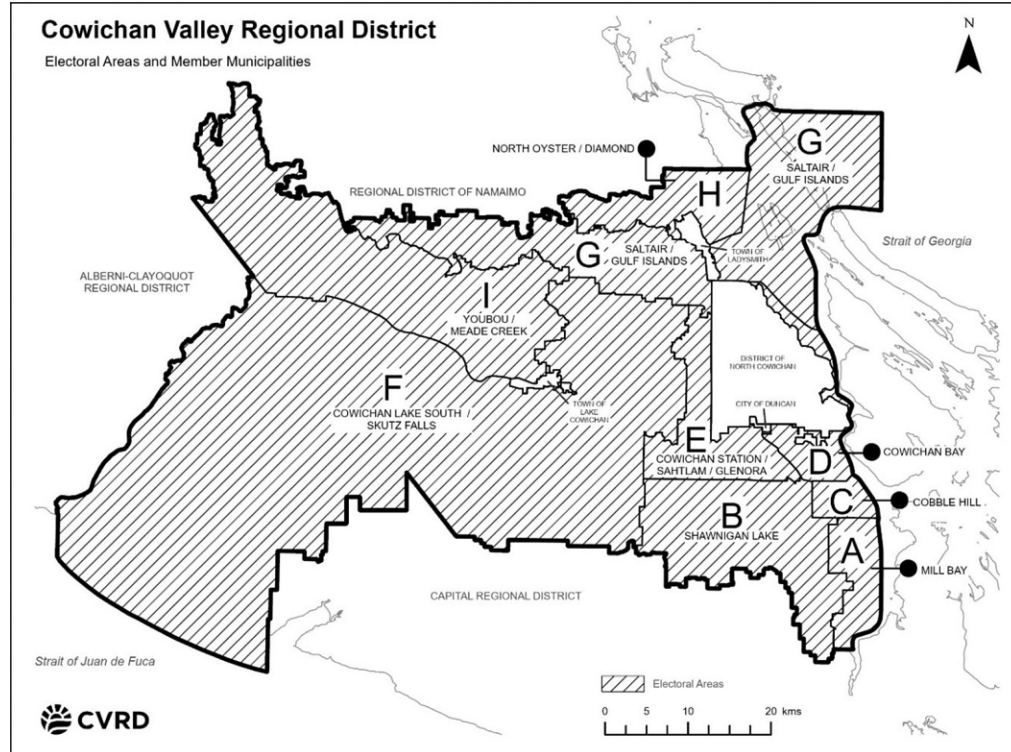 Cowichan Valley Regional District
Electoral Areas and Member Municipalities
N
NORTH OYSTER / DIAMOND
G
SALTAIR /
GULF ISLANDS
H
REGIONAL DISTRICT OF NAMAIMO
TOWN OF
LADYSMITH
Strait of Georgia
G
SALTAIR /
GULF ISLANDS
ALBERNI-CLAYOQUOT
REGIONAL DISTRICT
I
YOUBOU /
MEADE CREEK
DISTRICT OF
NORTH COWICHAN
F
COWICHAN LAKE SOUTH /
SKUTZ FALLS
TOWN OF
LAKE
COWICHAN
CITY OF DUNCAN
E
COWICHAN STATION /
SAHTLAM / GLENORA
D
COWICHAN BAY
C
COBBLE HILL
B
SHAWNIGAN LAKE
A
MILL BAY
CAPITAL REGIONAL DISTRICT
Strait of Juan de Fuca
Electoral Areas
0 5 10 20 kms
CVRD